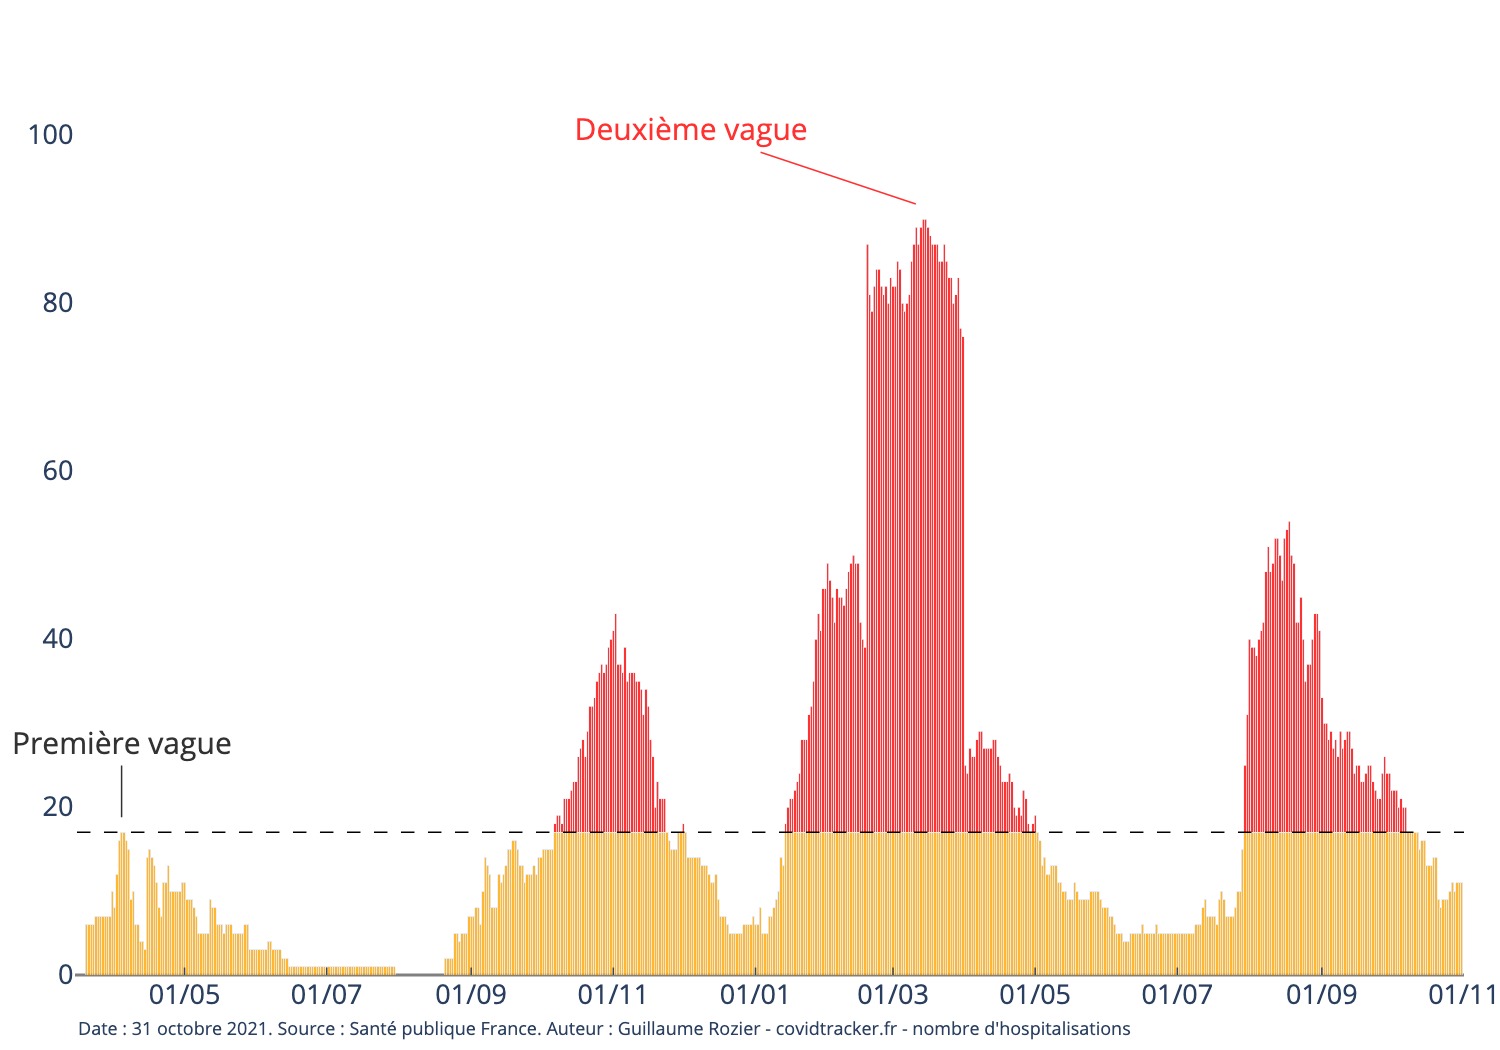 100
Deuxième vague
80
60
40
Première vague
20
0
01/05 01/07 01/09 01/11 01/01 01/03 01/05 01/07 01/09 01/11
Date : 31 octobre 2021. Source : Santé publique France. Auteur : Guillaume Rozier - covidtracker.fr - nombre d'hospitalisations